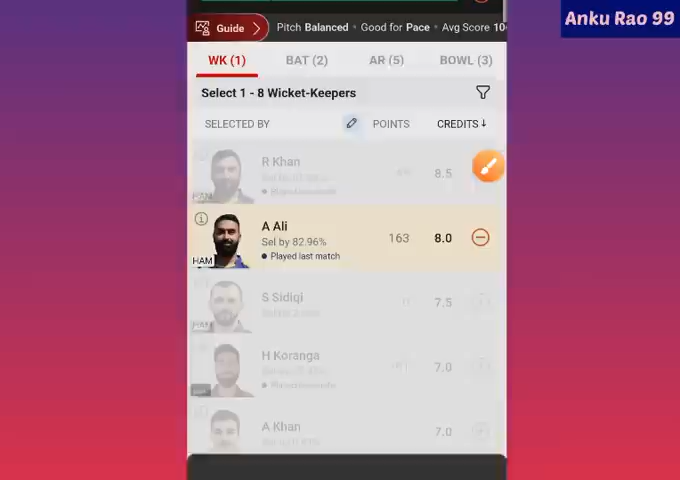 Anku Rao 99
Guide
Pitch Balanced • Good for Pace • Avg Score 10
WK (1) BAT (2) AR (5) BOWL (3)
Select 1 - 8 Wicket-Keepers
SELECTED BY POINTS CREDITS↓
R Khan
8.5
HAM
A Ali
Sel by 82.96%
Played last match
163 8.0
HAM
S Sidiqi
7.5
HAM
H Koranga
7.0
A Khan
7.0